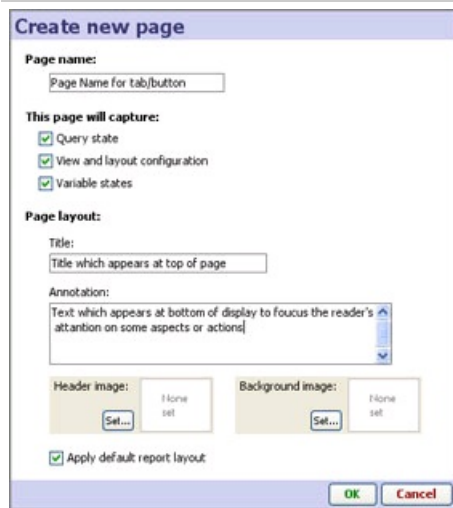 Create new page
Page name:
Page Name for tab/button
This page will capture:
Query state
View and layout configuration
Variable states
Page layout:
Title:
Title which appears at top of page
Annotation:
Text which appears at bottom of display to foucus the reader's
attantion on some aspects or actions
Header image:
None
set
Set...
Background image:
None
set
Set...
Apply default report layout
OK
Cancel